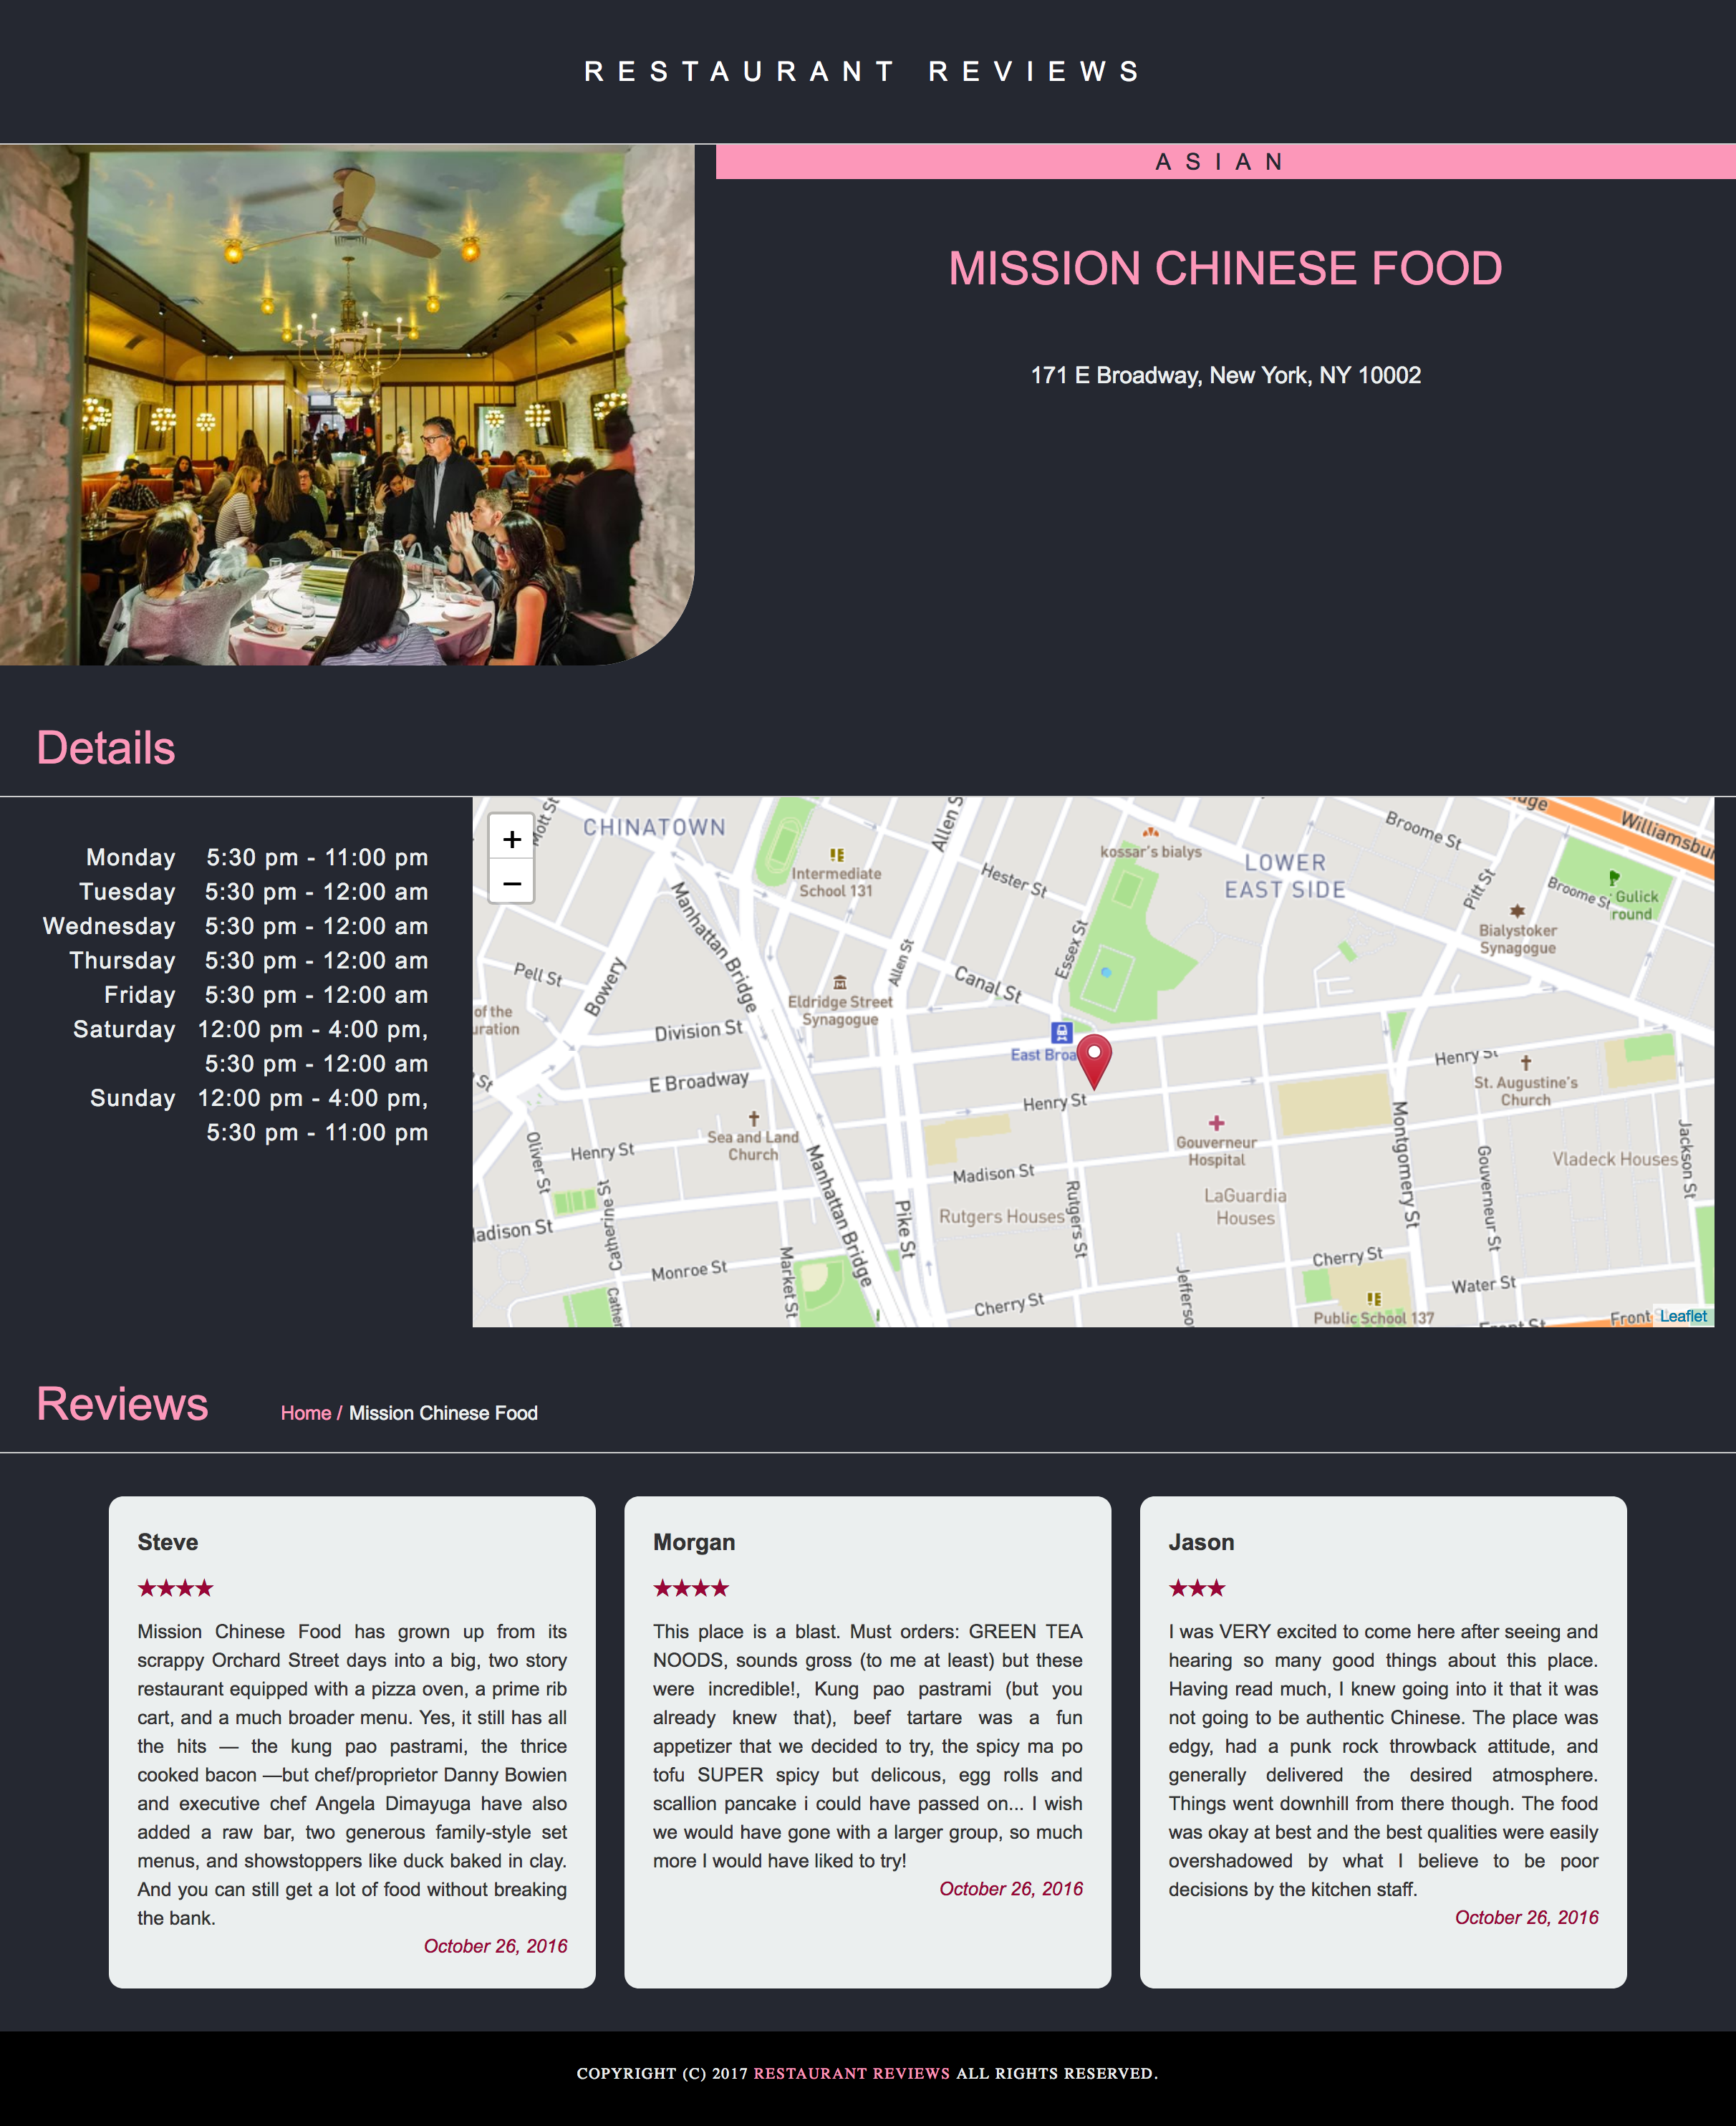 RESTAURANT REVIEWS
ASIAN
MISSION CHINESE FOOD
171 E Broadway, New York, NY 10002
Details
Monday 5:30 pm - 11:00 pm
Tuesday 5:30 pm - 12:00 am
Wednesday 5:30 pm - 12:00 am
Thursday 5:30 pm - 12:00 am
Friday 5:30 pm - 12:00 am
Saturday 12:00 pm - 4:00 pm,
5:30 pm - 12:00 am
Sunday 12:00 pm - 4:00 pm,
5:30 pm - 11:00 pm
+
−
Mott St
CHINATOWN
Intermediate
School 131
Allen S
Hester St
kossar's bialys
LOWER
EAST SIDE
Broome St
Williamsbu
Pitt St
Broome St
Gulick
round
Bialystoker
Synagogue
Manhattan Bridge
Pell St
Bowery
of the
uration
Eldridge Street
Synagogue
Allen St
Canal St
Essex St
Division St
East Broa
E Broadway
Henry St
Henry St
St. Augustine's
Church
Sea and Land
Church
Henry St
Oliver St
Gouverneur
Hospital
Madison St
Montgomery St
Gouverneur St
Vladeck Houses
Jackson St
LaGuardia
Houses
Rutgers Houses
Rutgers St
Pike St
Manhattan Bridge
Catherine St
adison St
Monroe St
Market St
Cather
Cherry St
Jefferso
Cherry St
Water St
Public School 137
Front St
Front S
Leaflet
Reviews
Home / Mission Chinese Food
Steve
★★★★
Mission Chinese Food has grown up from its
scrappy Orchard Street days into a big, two story
restaurant equipped with a pizza oven, a prime rib
cart, and a much broader menu. Yes, it still has all
the hits — the kung pao pastrami, the thrice
cooked bacon —but chef/proprietor Danny Bowien
and executive chef Angela Dimayuga have also
added a raw bar, two generous family-style set
menus, and showstoppers like duck baked in clay.
And you can still get a lot of food without breaking
the bank.
October 26, 2016
Morgan
★★★★
This place is a blast. Must orders: GREEN TEA
NOODS, sounds gross (to me at least) but these
were incredible!, Kung pao pastrami (but you
already knew that), beef tartare was a fun
appetizer that we decided to try, the spicy ma po
tofu SUPER spicy but delicous, egg rolls and
scallion pancake i could have passed on... I wish
we would have gone with a larger group, so much
more I would have liked to try!
October 26, 2016
Jason
★★★
I was VERY excited to come here after seeing and
hearing so many good things about this place.
Having read much, I knew going into it that it was
not going to be authentic Chinese. The place was
edgy, had a punk rock throwback attitude, and
generally delivered the desired atmosphere.
Things went downhill from there though. The food
was okay at best and the best qualities were easily
overshadowed by what I believe to be poor
decisions by the kitchen staff.
October 26, 2016
COPYRIGHT (C) 2017 RESTAURANT REVIEWS ALL RIGHTS RESERVED.